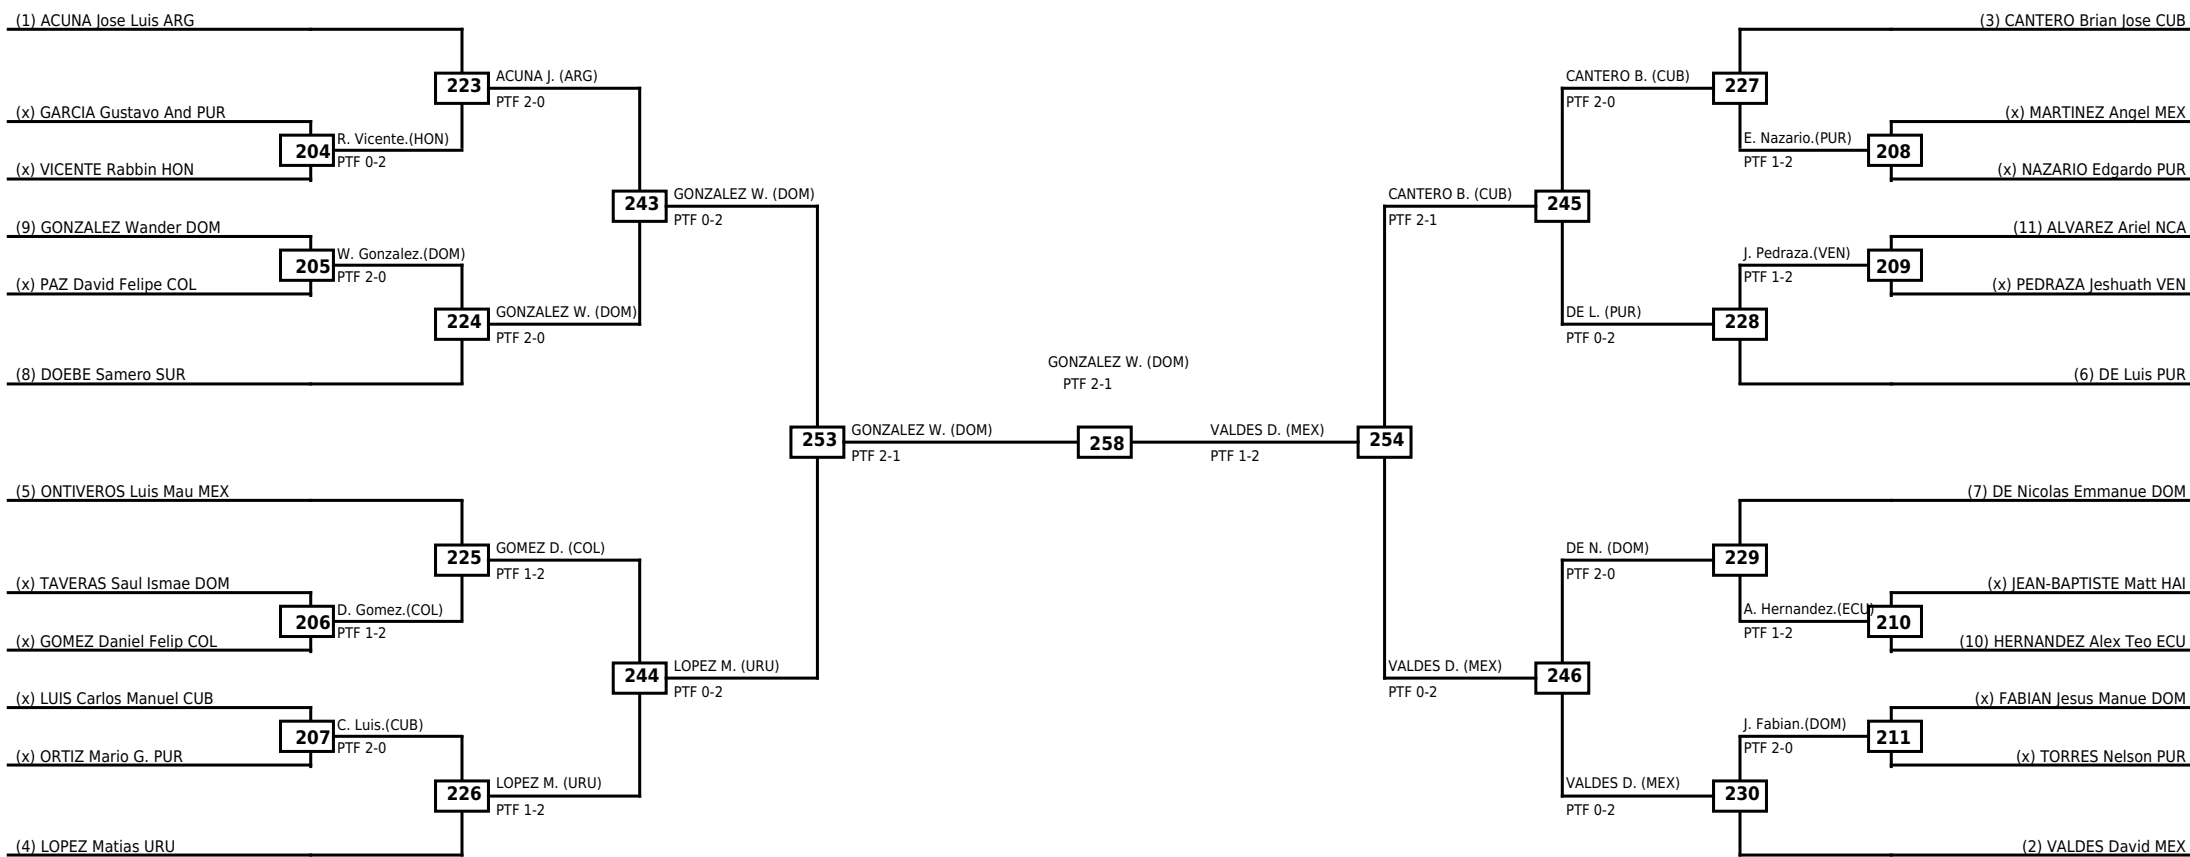 (1) ACUNA Jose Luis ARG
(x) GARCIA Gustavo And PUR
(x) VICENTE Rabbin HON
(9) GONZALEZ Wander DOM
(x) PAZ David Felipe COL
(8) DOEBE Samero SUR
(5) ONTIVEROS Luis Mau MEX
(x) TAVERAS Saul Ismae DOM
(x) GOMEZ Daniel Felip COL
(x) LUIS Carlos Manuel CUB
(x) ORTIZ Mario G. PUR
(4) LOPEZ Matias URU
204
R. Vicente.(HON)
PTF 0-2
205
W. Gonzalez.(DOM)
PTF 2-0
206
D. Gomez.(COL)
PTF 1-2
207
C. Luis.(CUB)
PTF 2-0
223
ACUNA J. (ARG)
PTF 2-0
224
GONZALEZ W. (DOM)
PTF 2-0
225
GOMEZ D. (COL)
PTF 1-2
226
LOPEZ M. (URU)
PTF 1-2
243
GONZALEZ W. (DOM)
PTF 0-2
244
LOPEZ M. (URU)
PTF 0-2
253
GONZALEZ W. (DOM)
PTF 2-1
GONZALEZ W. (DOM)
PTF 2-1
258
VALDES D. (MEX)
PTF 1-2
254
CANTERO B. (CUB)
PTF 2-1
245
VALDES D. (MEX)
PTF 0-2
246
CANTERO B. (CUB)
PTF 2-0
227
DE L. (PUR)
PTF 0-2
228
DE N. (DOM)
PTF 2-0
229
VALDES D. (MEX)
PTF 0-2
230
E. Nazario.(PUR)
PTF 1-2
208
J. Pedraza.(VEN)
PTF 1-2
209
A. Hernandez.(ECU)
PTF 1-2
210
J. Fabian.(DOM)
PTF 2-0
211
(3) CANTERO Brian Jose CUB
(x) MARTINEZ Angel MEX
(x) NAZARIO Edgardo PUR
(11) ALVAREZ Ariel NCA
(x) PEDRAZA Jeshuath VEN
(6) DE Luis PUR
(7) DE Nicolas Emmanue DOM
(x) JEAN-BAPTISTE Matt HAI
(10) HERNANDEZ Alex Teo ECU
(x) FABIAN Jesus Manue DOM
(x) TORRES Nelson PUR
(2) VALDES David MEX